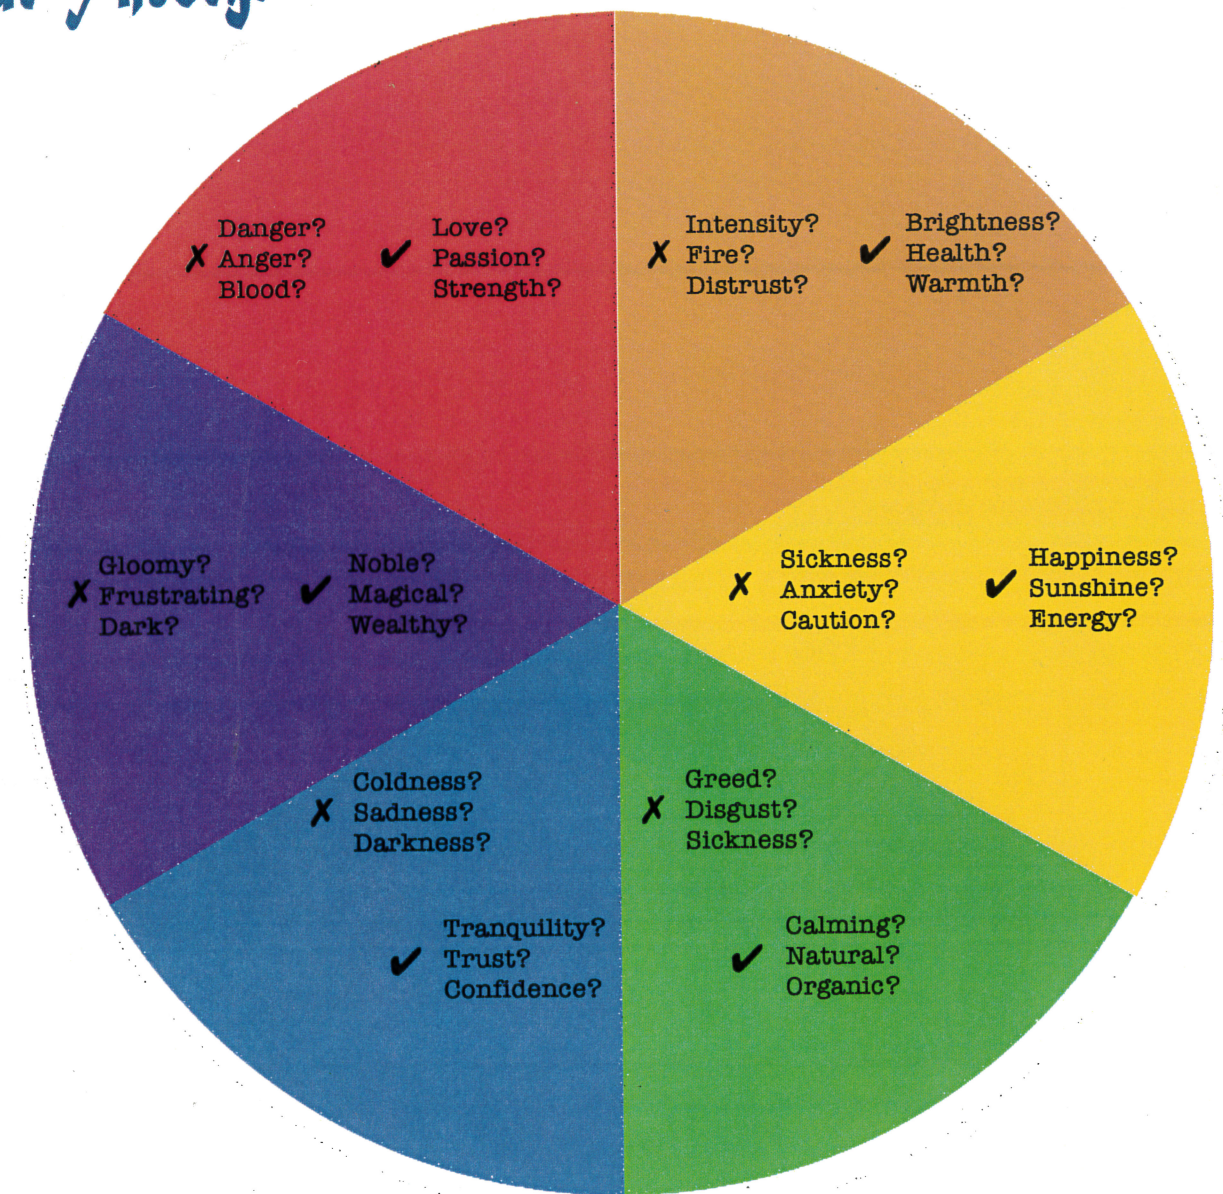 Danger?
Anger?
Blood?
Love?
Passion?
Strength?
Intensity?
Fire?
Distrust?
Brightness?
Health?
Warmth?
Gloomy?
Frustrating?
Dark?
Noble?
Magical?
Wealthy?
Sickness?
Anxiety?
Caution?
Happiness?
Sunshine?
Energy?
Coldness?
Sadness?
Darkness?
Tranquility?
Trust?
Confidence?
Greed?
Disgust?
Sickness?
Calming?
Natural?
Organic?